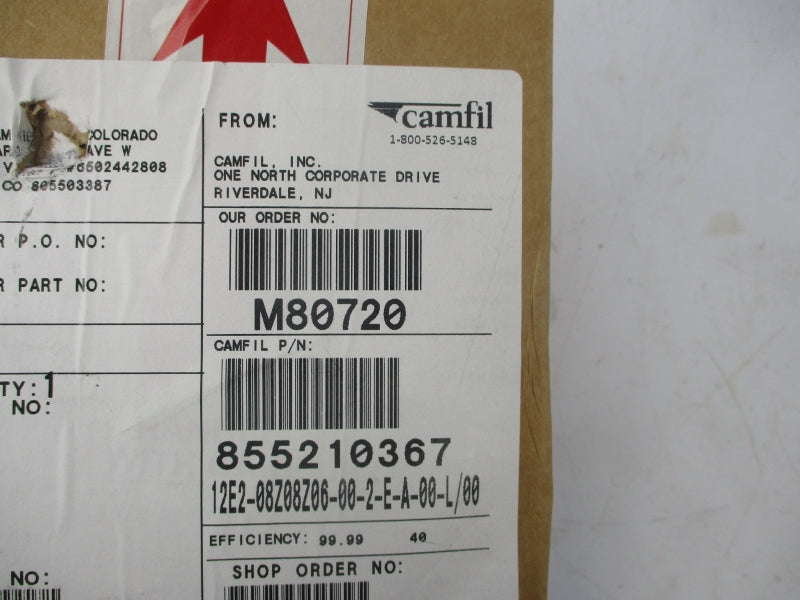 camfil
1-800-526-5148
FROM:
CAMFIL, INC.
ONE NORTH CORPORATE DRIVE
RIVERDALE, NJ
COLORADO
AVE W
6502442808
CO 805503387
OUR ORDER NO:
M80720
R P.O. NO:
R PART NO:
CAMFIL P/N:
855210367
12E2-08Z08Z06-00-2-E-A-00-L/00
TY: 1
NO:
EFFICIENCY: 99.99 40
SHOP ORDER NO:
NO: